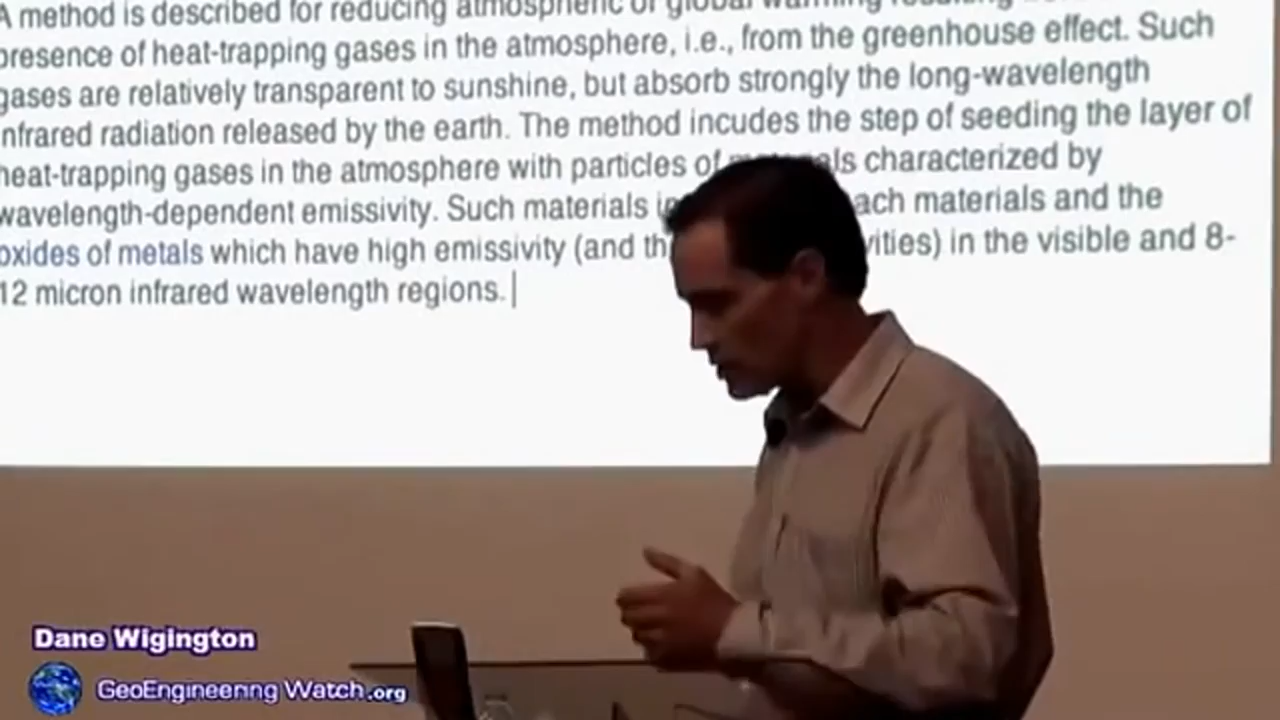 A method is described for reducing atmospheric or global warming resulting
presence of heat-trapping gases in the atmosphere, i.e., from the greenhouse effect. Such
gases are relatively transparent to sunshine, but absorb strongly the long-wavelength
infrared radiation released by the earth. The method incudes the step of seeding the layer of
heat-trapping gases in the atmosphere with particles of characterized by
wavelength-dependent emissivity. Such materials ach materials and the
oxides of metals which have high emissivity (and th vities) in the visible and 8-
12 micron infrared wavelength regions.
Dane Wigington
GeoEngineering Watch.org